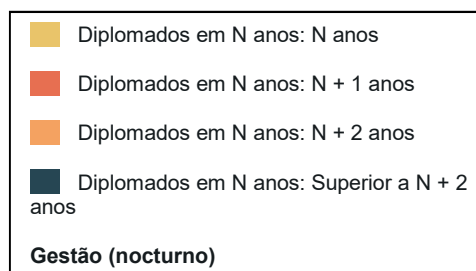 Diplomados em N anos: N anos
Diplomados em N anos: N + 1 anos
Diplomados em N anos: N + 2 anos
Diplomados em N anos: Superior a N + 2
anos
Gestão (nocturno)